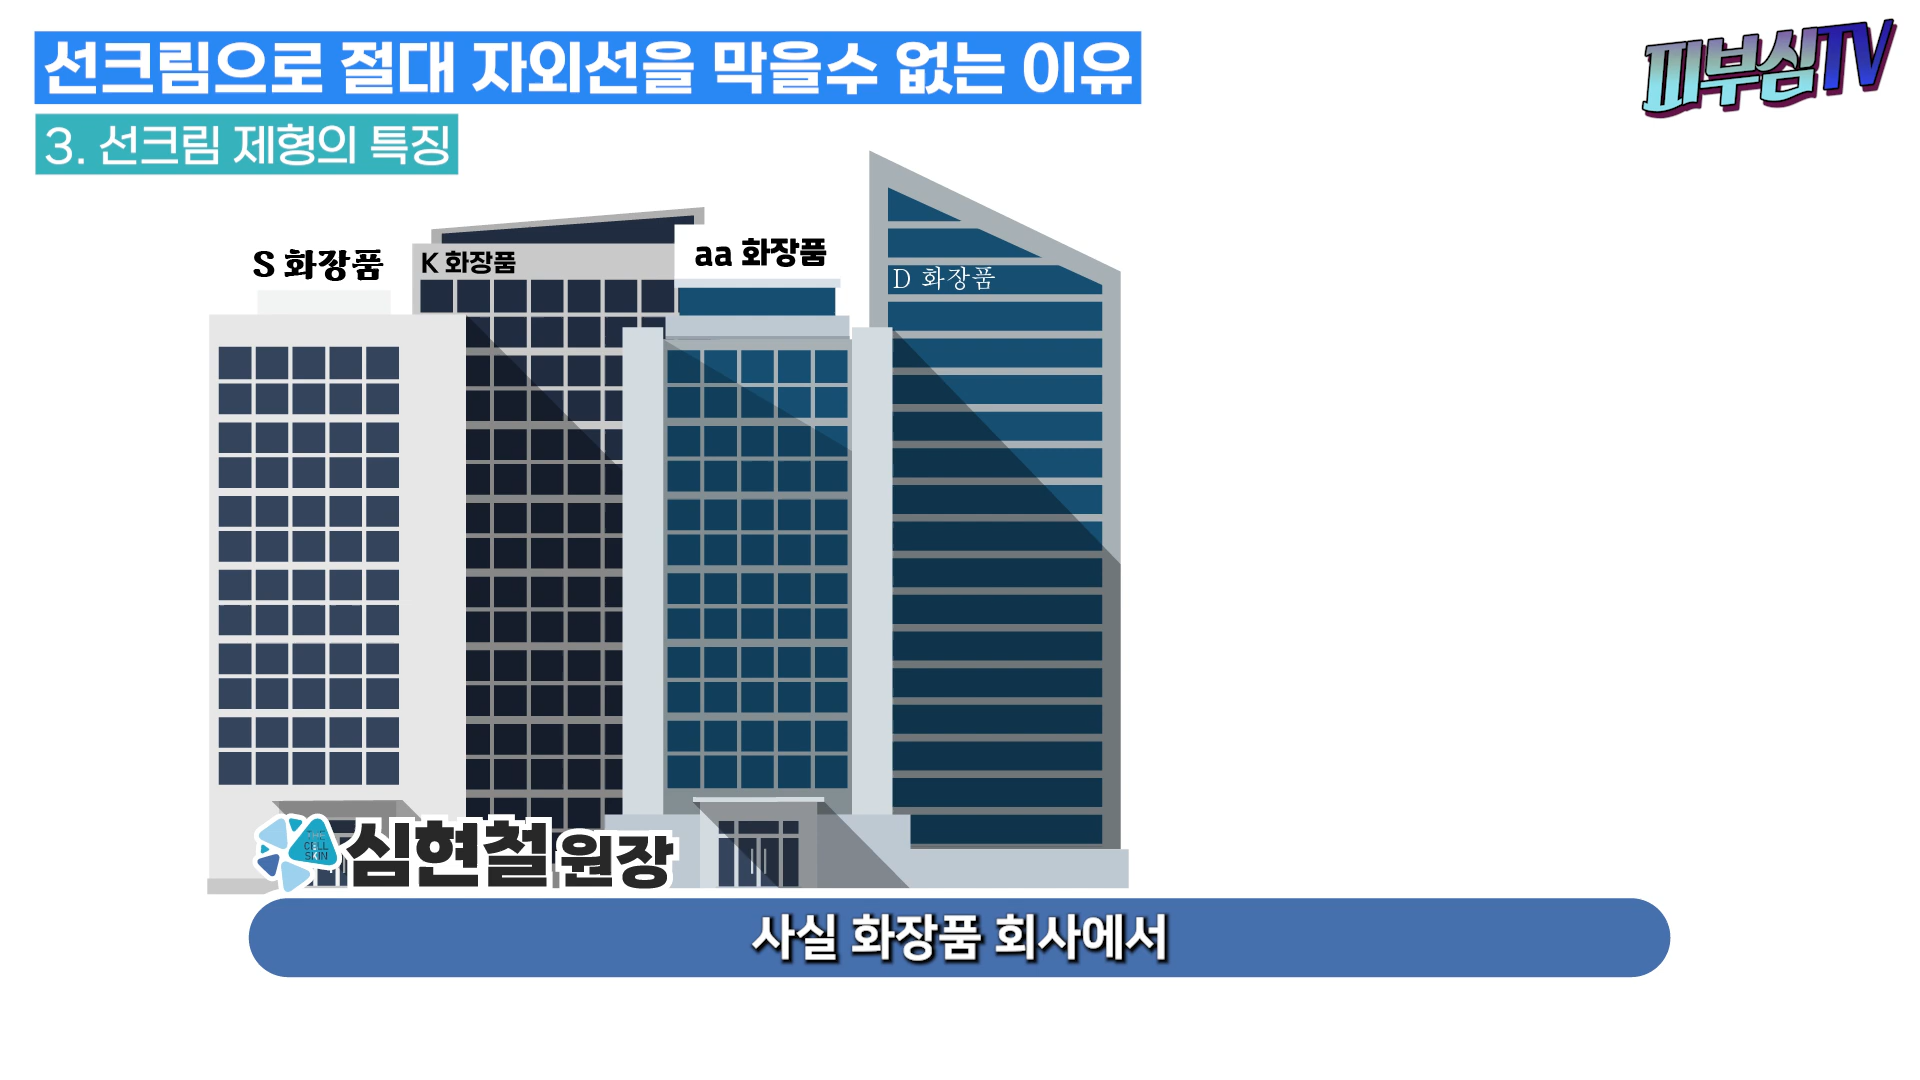 선크림으로 절대 자외선을 막을수 없는 이유
피부심TV
3. 선크림 제형의 특징
S 화장품
K 화장품
aa 화장품
D 화장품
THE CELL SKIN
심현철 원장
사실 화장품 회사에서